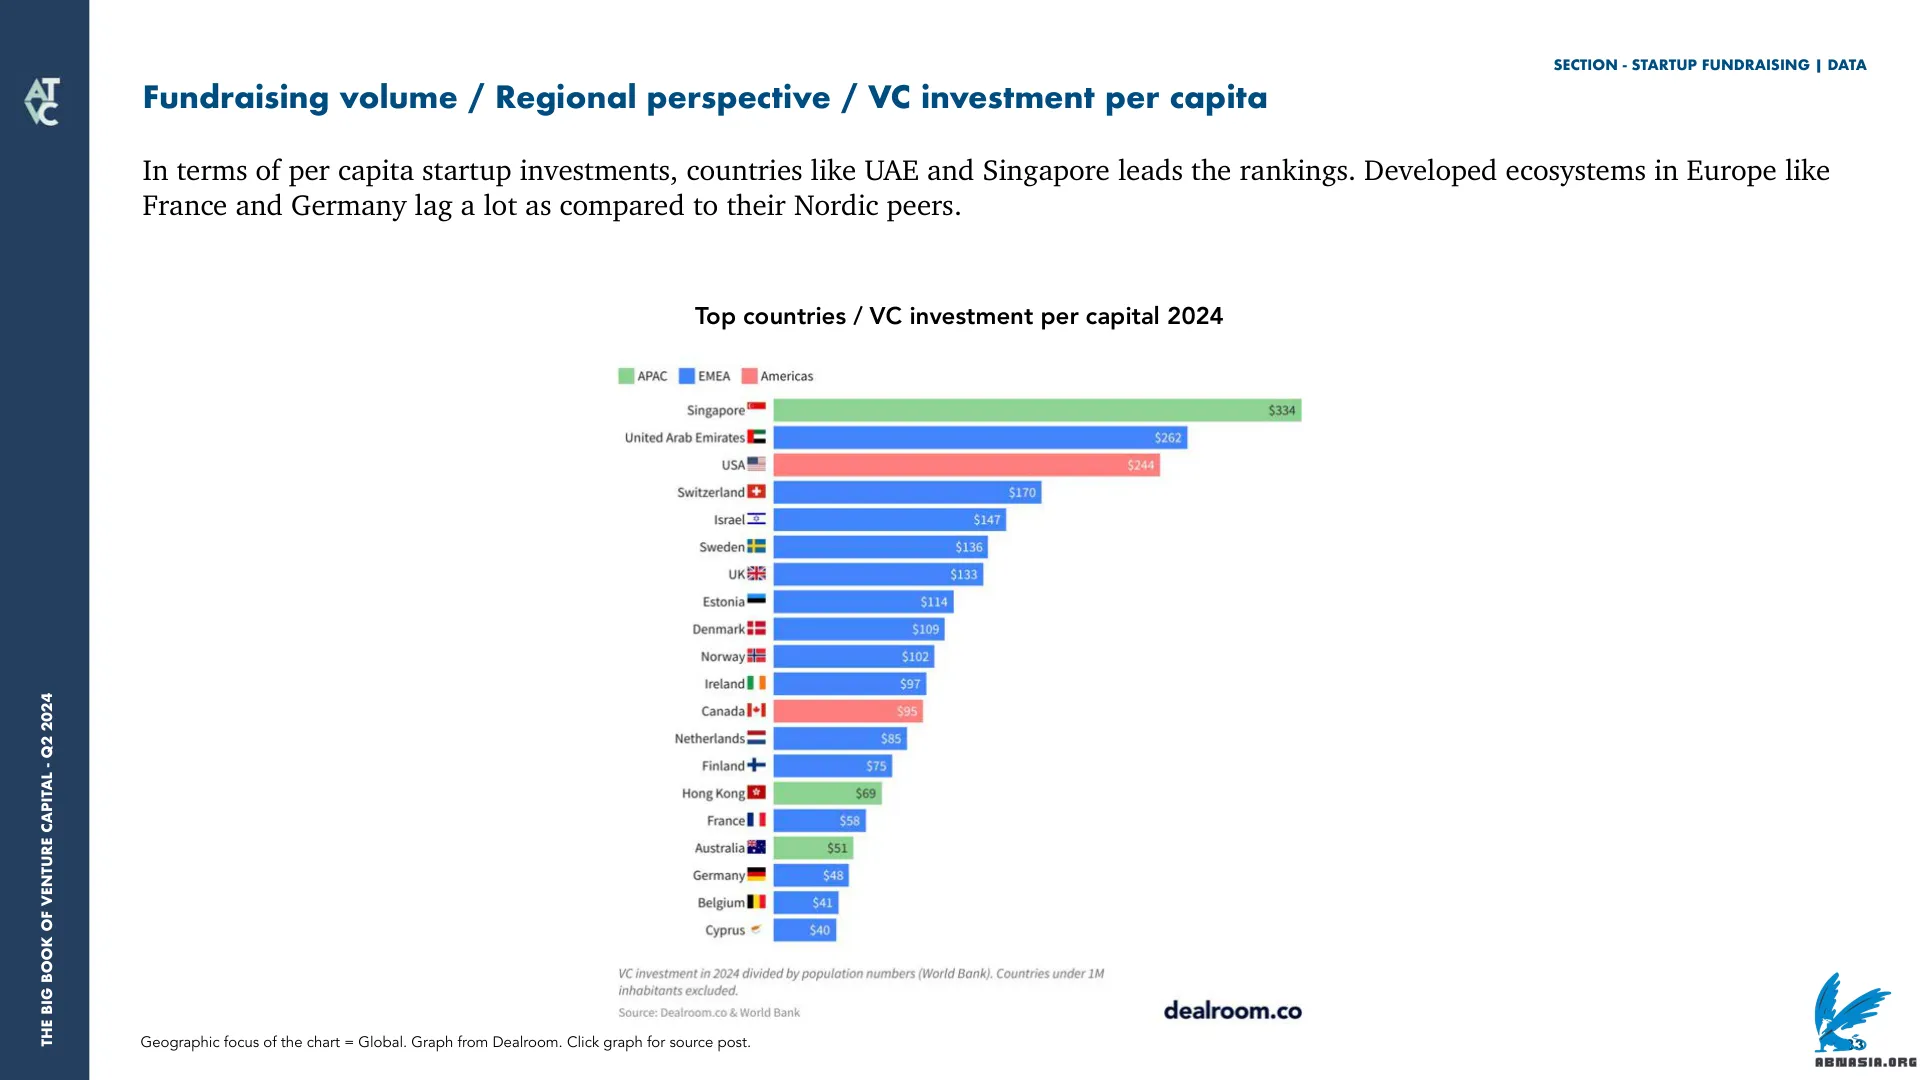 SECTION - STARTUP FUNDRAISING | DATA
ATVC
Fundraising volume / Regional perspective / VC investment per capita
In terms of per capita startup investments, countries like UAE and Singapore leads the rankings. Developed ecosystems in Europe like
France and Germany lag a lot as compared to their Nordic peers.
Top countries / VC investment per capital 2024
APAC EMEA Americas
Singapore $334
United Arab Emirates $262
USA $244
Switzerland $170
Israel $147
Sweden $136
UK $133
Estonia $114
Denmark $109
Norway $102
Ireland $97
Canada $95
Netherlands $85
Finland $75
Hong Kong $69
France $58
Australia $51
Germany $48
Belgium $41
Cyprus $40
VC investment in 2024 divided by population numbers (World Bank). Countries under 1M
inhabitants excluded.
Source: Dealroom.co & World Bank
dealroom.co
Geographic focus of the chart = Global. Graph from Dealroom. Click graph for source post.
THE BIG BOOK OF VENTURE CAPITAL - Q2 2024
ABNASIA.ORG